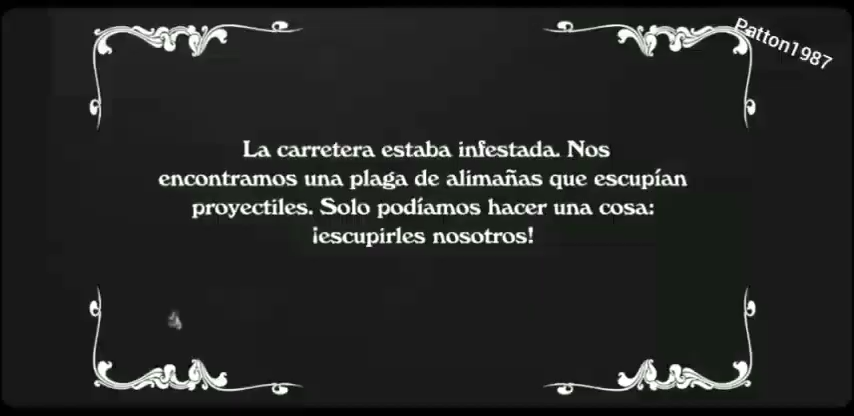 Patton1987
La carretera estaba infestada. Nos
encontramos una plaga de alimañas que escupían
proyectiles. Solo podíamos hacer una cosa:
¡escupirles nosotros!